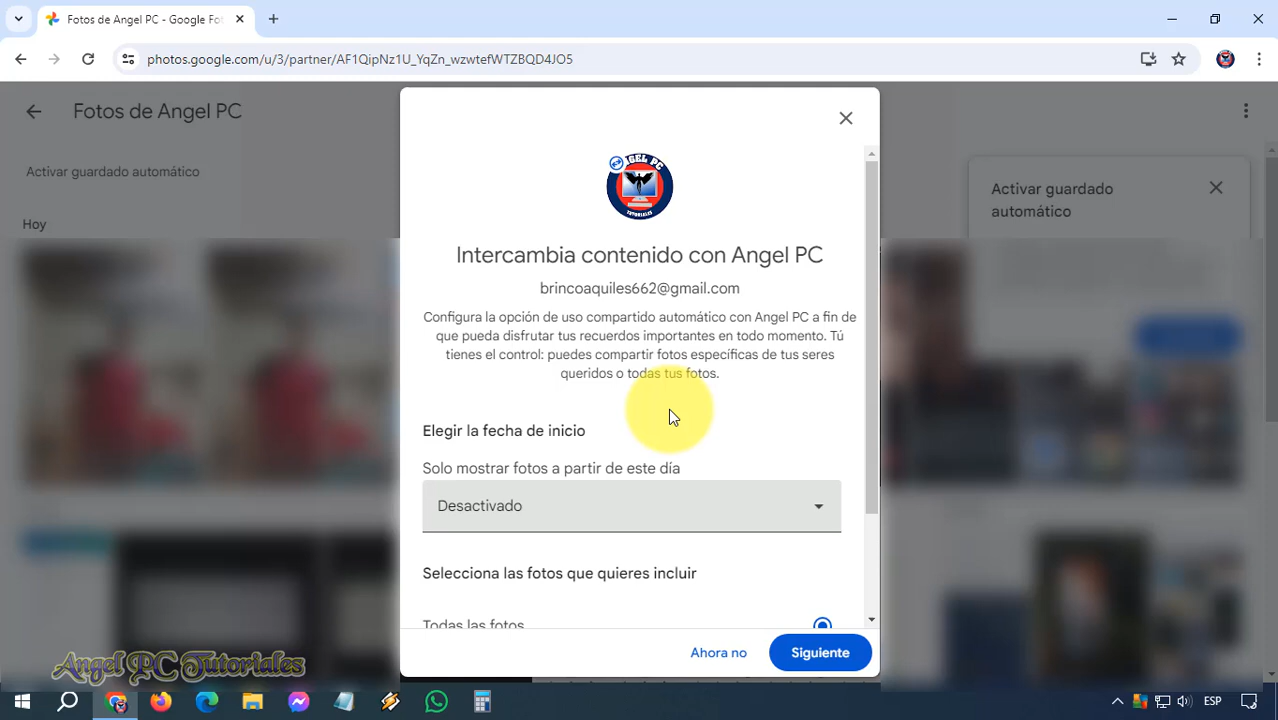 Fotos de Angel PC - Google Fot
photos.google.com/u/3/partner/AF1QipNz1U_YqZn_wzwtefWTZBQD4JO5
Fotos de Angel PC
Activar guardado automático
Hoy
Activar guardado
automático
ANGEL PC
TUTORIALES
Intercambia contenido con Angel PC
brincoaquiles662@gmail.com
Configura la opción de uso compartido automático con Angel PC a fin de
que pueda disfrutar tus recuerdos importantes en todo momento. Tú
tienes el control: puedes compartir fotos específicas de tus seres
queridos o todas tus fotos.
Elegir la fecha de inicio
Solo mostrar fotos a partir de este día
Desactivado
Selecciona las fotos que quieres incluir
Todas las fotos
Ahora no
Siguiente
Angel PC Tutoriales
ESP